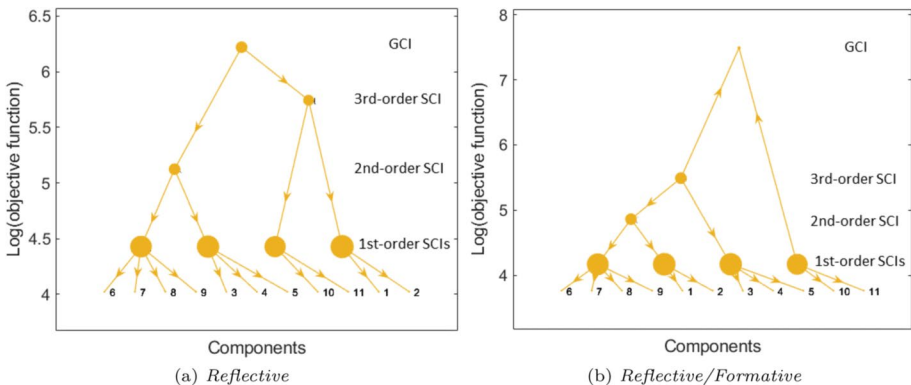 6.5
6
5.5
5
4.5
4
Log(objective function)
GCI
3rd-order SCI
2nd-order SCI
1st-order SCIs
6 7 8 9 3 4 5 10 11 1 2
Components
(a) Reflective
8
7
6
5
4
Log(objective function)
GCI
3rd-order SCI
2nd-order SCI
1st-order SCIs
6 7 8 9 1 2 3 4 5 10 11
Components
(b) Reflective/Formative